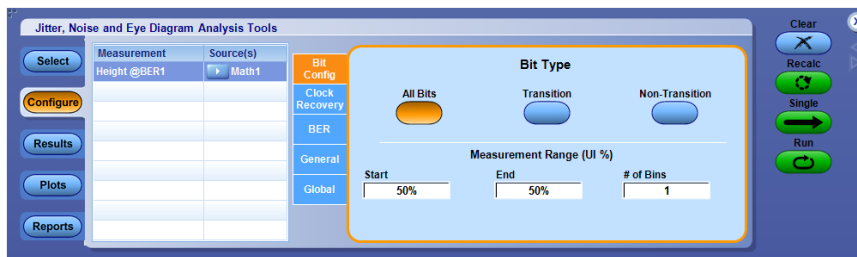 Jitter, Noise and Eye Diagram Analysis Tools
Clear
Select
Configure
Results
Plots
Reports
Measurement Source(s)
Height @BER1 Math1
Bit
Config
Clock
Recovery
BER
General
Global
Bit Type
All Bits Transition Non-Transition
Measurement Range (UI %)
Start End # of Bins
50% 50% 1
Recalc
Single
Run